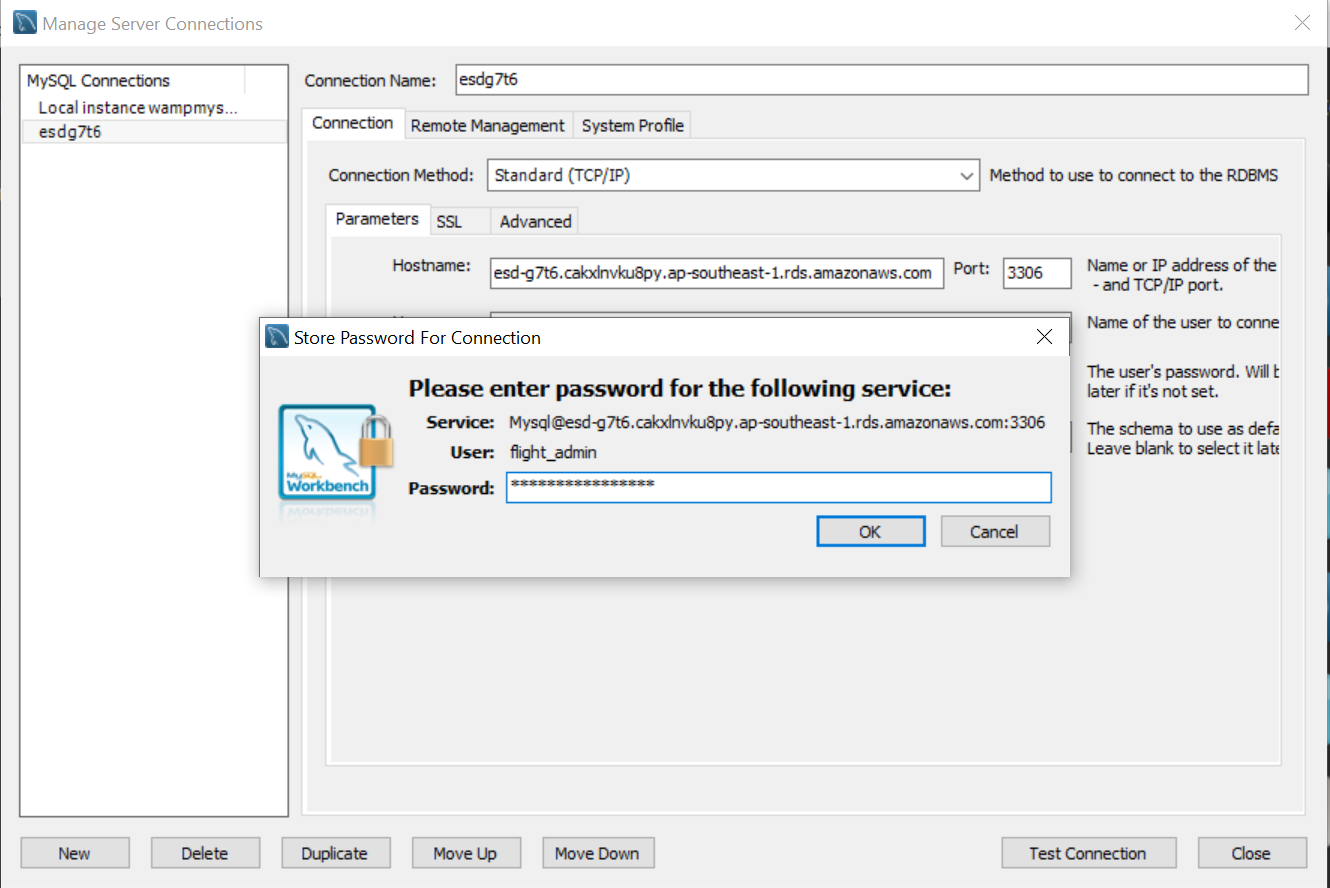 Manage Server Connections
MySQL Connections
Local instance wampmys...
esdg7t6
Connection Name: esdg7t6
Connection Remote Management System Profile
Connection Method: Standard (TCP/IP) Method to use to connect to the RDBMS
Parameters SSL Advanced
Hostname: esd-g7t6.cakxlnvku8py.ap-southeast-1.rds.amazonaws.com Port: 3306 Name or IP address of the
- and TCP/IP port.
Name of the user to conne
The user's password. Will b
later if it's not set.
The schema to use as defa
Leave blank to select it late
Store Password For Connection
Please enter password for the following service:
Service: Mysql@esd-g7t6.cakxlnvku8py.ap-southeast-1.rds.amazonaws.com:3306
User: flight_admin
Password: ****************
MySQL
Workbench
OK Cancel
New Delete Duplicate Move Up Move Down Test Connection Close